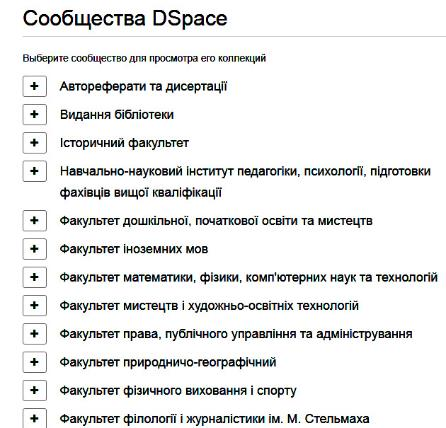 Сообщества DSpace
Выберите сообщество для просмотра его коллекций
+ Автореферати та дисертації
+ Видання бібліотеки
+ Історичний факультет
+ Навчально-науковий інститут педагогіки, психології, підготовки
фахівців вищої кваліфікації
+ Факультет дошкільної, початкової освіти та мистецтв
+ Факультет іноземних мов
+ Факультет математики, фізики, комп'ютерних наук та технологій
+ Факультет мистецтв і художньо-освітніх технологій
+ Факультет права, публічного управління та адміністрування
+ Факультет природничо-географічний
+ Факультет фізичного виховання і спорту
+ Факультет філології і журналістики ім. М. Стельмаха